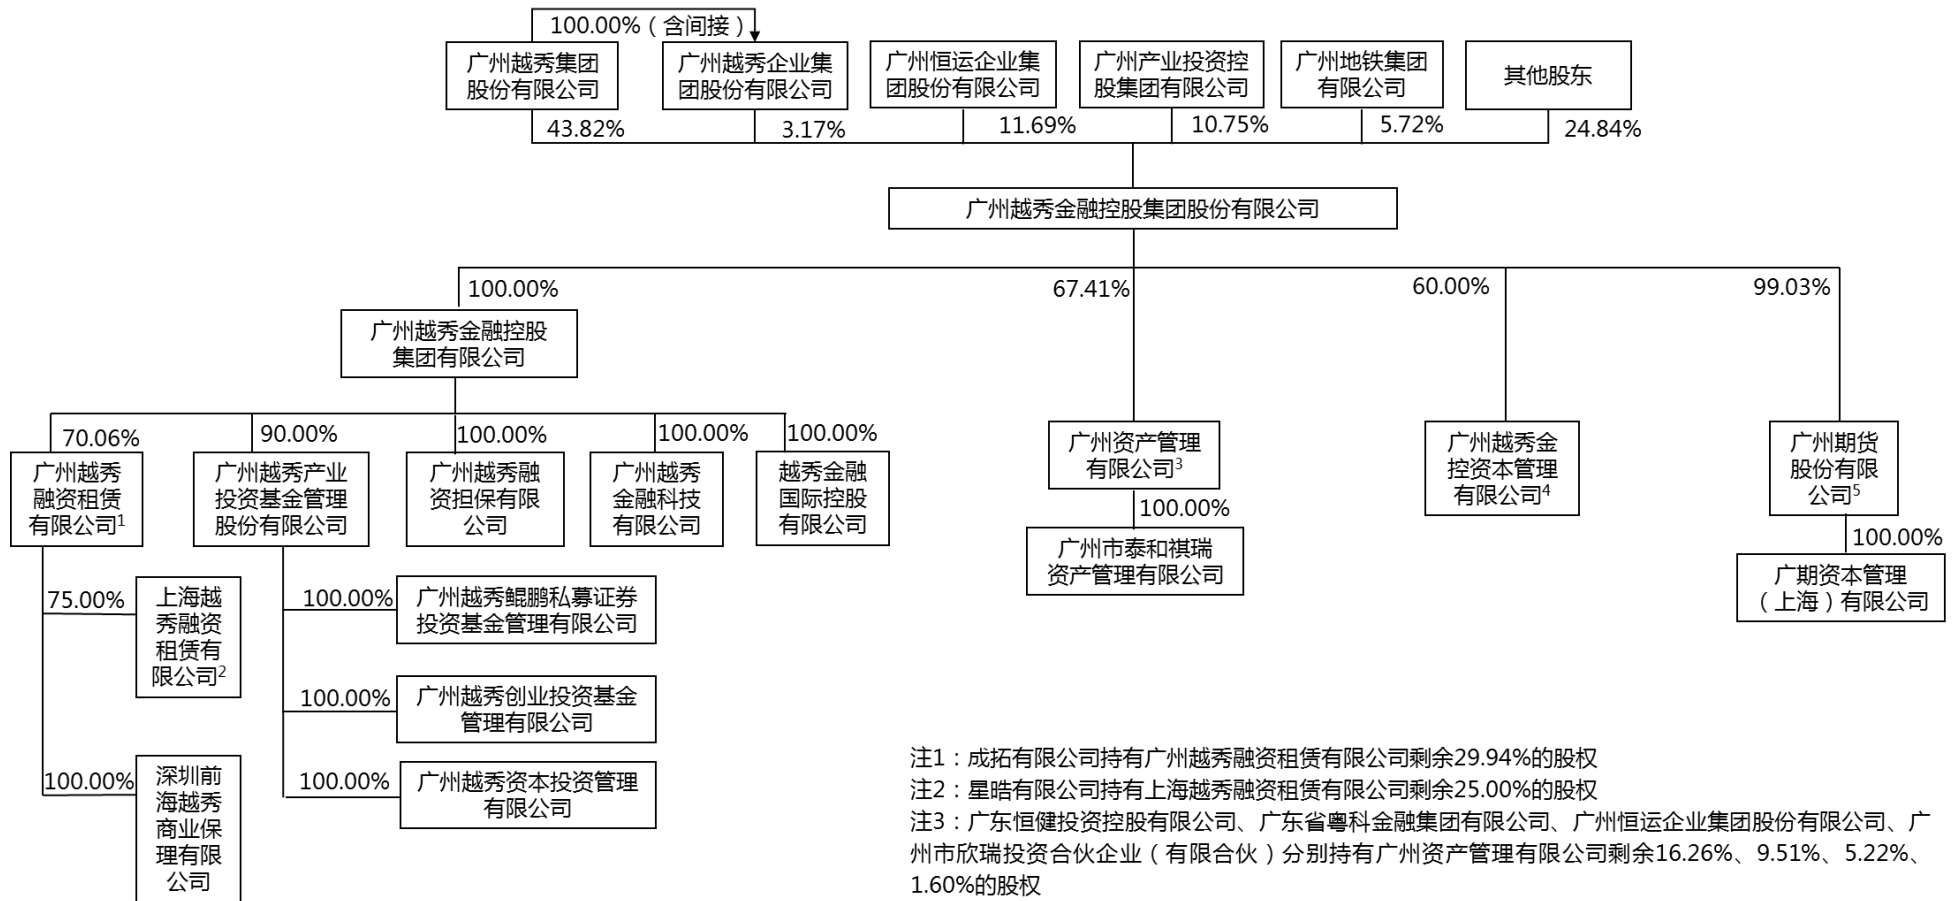 100.00%（含间接）
广州越秀集团
股份有限公司
广州越秀企业集
团股份有限公司
广州恒运企业集
团股份有限公司
广州产业投资控
股集团有限公司
广州地铁集团
有限公司
其他股东
43.82%
3.17%
11.69%
10.75%
5.72%
24.84%
广州越秀金融控股集团股份有限公司
100.00%
67.41%
60.00%
99.03%
广州越秀金融控股
集团有限公司
70.06%
90.00%
100.00%
100.00%
100.00%
广州越秀
融资租赁
有限公司1
广州越秀产业
投资基金管理
股份有限公司
广州越秀融
资担保有限
公司
广州越秀
金融科技
有限公司
越秀金融
国际控股
有限公司
广州资产管理
有限公司3
广州越秀金
控资本管理
有限公司4
广州期货
股份有限
公司5
100.00%
广州市泰和祺瑞
资产管理有限公司
100.00%
广期资本管理
（上海）有限公司
75.00%
上海越
秀融资
租赁有
限公司2
100.00%
深圳前
海越秀
商业保
理有限
公司
100.00%
广州越秀鲲鹏私募证券
投资基金管理有限公司
100.00%
广州越秀创业投资基金
管理有限公司
100.00%
广州越秀资本投资管理
有限公司
注1：成拓有限公司持有广州越秀融资租赁有限公司剩余29.94%的股权
注2：星晧有限公司持有上海越秀融资租赁有限公司剩余25.00%的股权
注3：广东恒健投资控股有限公司、广东省粤科金融集团有限公司、广州恒运企业集团股份有限公司、广
州市欣瑞投资合伙企业（有限合伙）分别持有广州资产管理有限公司剩余16.26%、9.51%、5.22%、
1.60%的股权